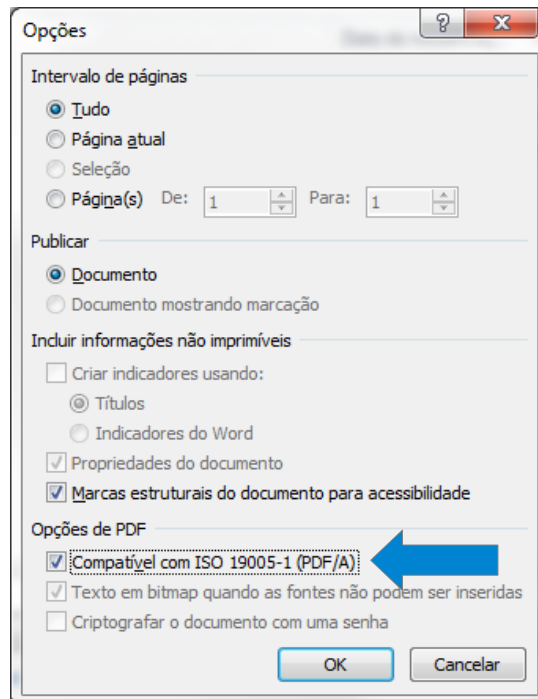 Opções
Intervalo de páginas
Tudo
Página atual
Seleção
Página(s) De: 1 Para: 1
Publicar
Documento
Documento mostrando marcação
Incluir informações não imprimíveis
Criar indicadores usando:
Títulos
Indicadores do Word
Propriedades do documento
Marcas estruturais do documento para acessibilidade
Opções de PDF
Compatível com ISO 19005-1 (PDF/A)
Texto em bitmap quando as fontes não podem ser inseridas
Criptografar o documento com uma senha
OK Cancelar